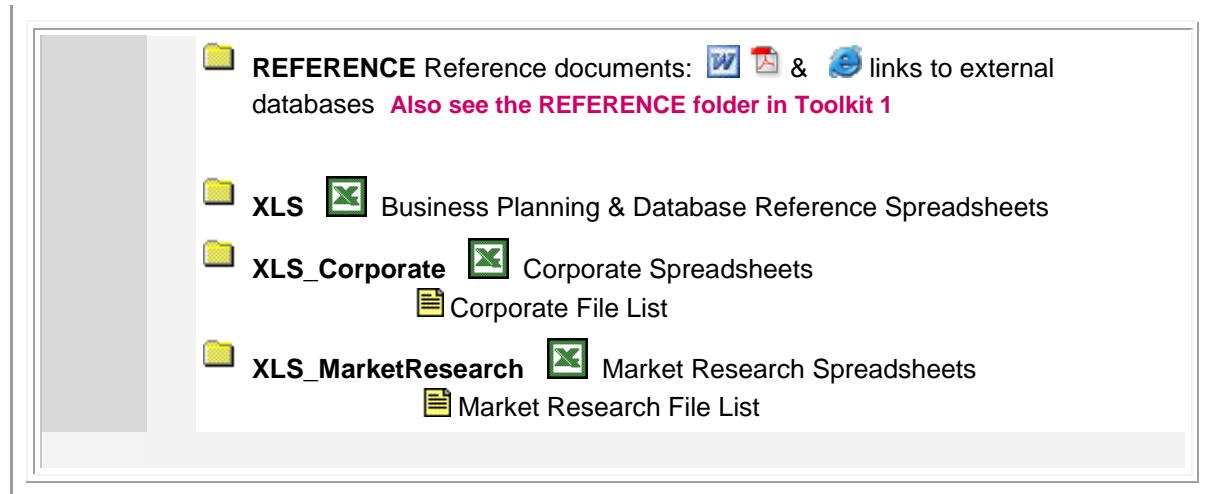 REFERENCE Reference documents: & links to external
databases Also see the REFERENCE folder in Toolkit 1
XLS Business Planning & Database Reference Spreadsheets
XLS_Corporate Corporate Spreadsheets
Corporate File List
XLS_MarketResearch Market Research Spreadsheets
Market Research File List